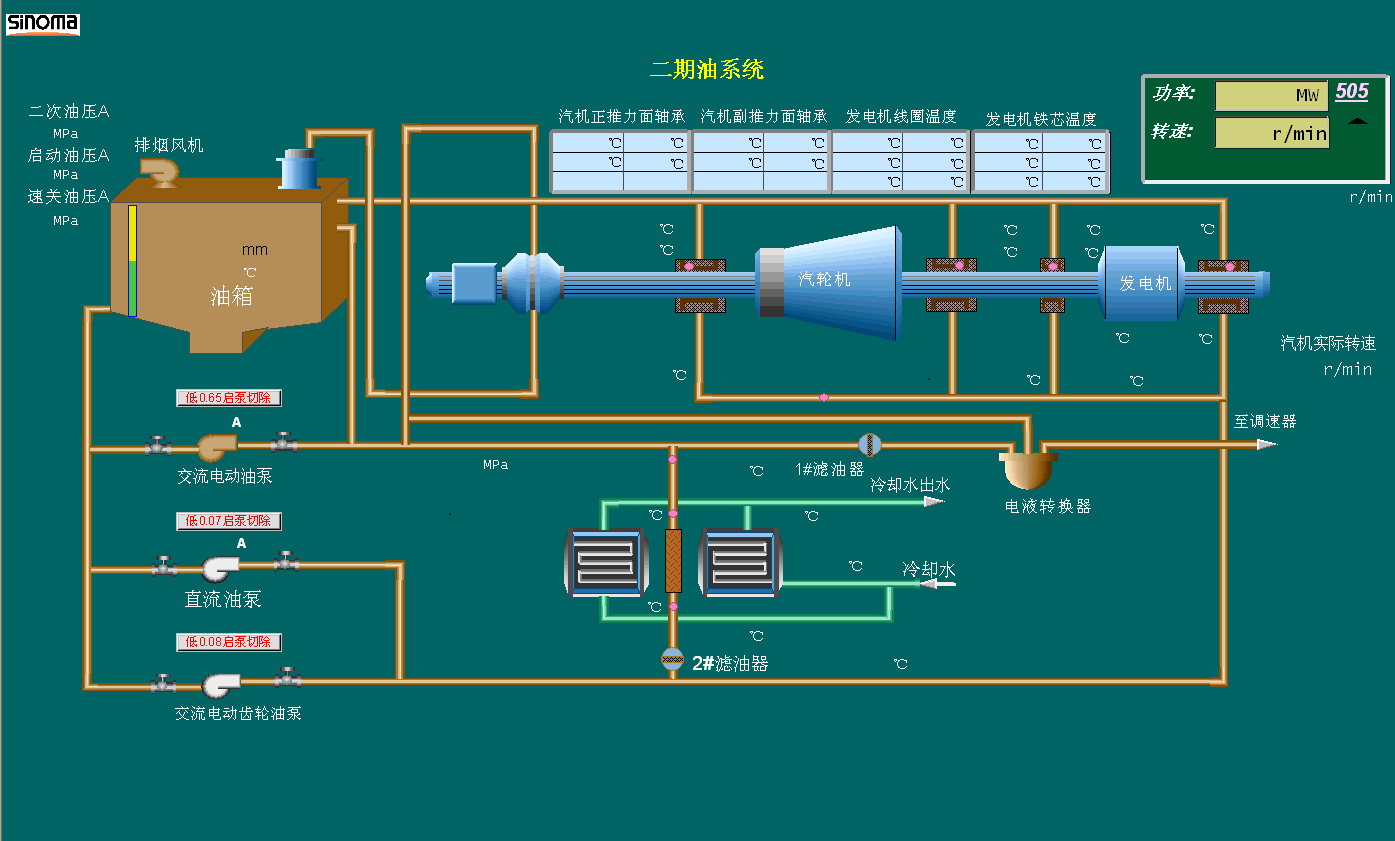 sinoma
二期油系统
功率: MW 505
转速: r/min
r/min
二次油压A
MPa
启动油压A
MPa
速关油压A
MPa
排烟风机
汽机正推力面轴承 汽机副推力面轴承 发电机线圈温度 发电机铁芯温度
℃ ℃ ℃ ℃ ℃ ℃ ℃ ℃
℃ ℃ ℃ ℃ ℃ ℃ ℃ ℃
℃ ℃ ℃ ℃
mm
℃
油箱
℃ ℃ ℃ ℃
℃ ℃ ℃
汽轮机
发电机
℃ ℃
汽机实际转速
r/min
℃ ℃ ℃
低0.65启泵切除
A
交流电动油泵
至调速器
MPa
℃
1#滤油器
冷却水出水
电液转换器
低0.07启泵切除
A
直流油泵
℃ ℃
℃
冷却水
℃
℃
低0.08启泵切除
2#滤油器
℃
交流电动齿轮油泵